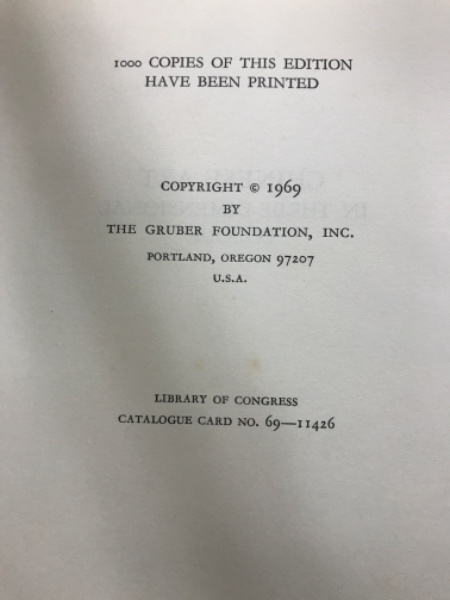 1000 COPIES OF THIS EDITION
HAVE BEEN PRINTED
COPYRIGHT © 1969
BY
THE GRUBER FOUNDATION, INC.
PORTLAND, OREGON 97207
U.S.A.
LIBRARY OF CONGRESS
CATALOGUE CARD NO. 69—11426